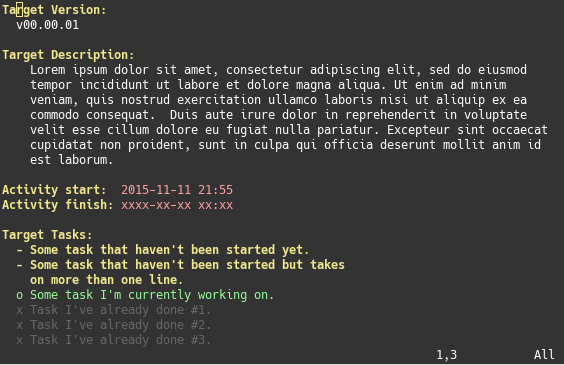 Target Version:
v00.00.01
Target Description:
Lorem ipsum dolor sit amet, consectetur adipiscing elit, sed do eiusmod
tempor incididunt ut labore et dolore magna aliqua. Ut enim ad minim
veniam, quis nostrud exercitation ullamco laboris nisi ut aliquip ex ea
commodo consequat.  Duis aute irure dolor in reprehenderit in voluptate
velit esse cillum dolore eu fugiat nulla pariatur. Excepteur sint occaecat
cupidatat non proident, sunt in culpa qui officia deserunt mollit anim id
est laborum.
Activity start:  2015-11-11 21:55
Activity finish: xxxx-xx-xx xx:xx
Target Tasks:
- Some task that haven't been started yet.
- Some task that haven't been started but takes
on more than one line.
o Some task I'm currently working on.
x Task I've already done #1.
x Task I've already done #2.
x Task I've already done #3.
1,3 All